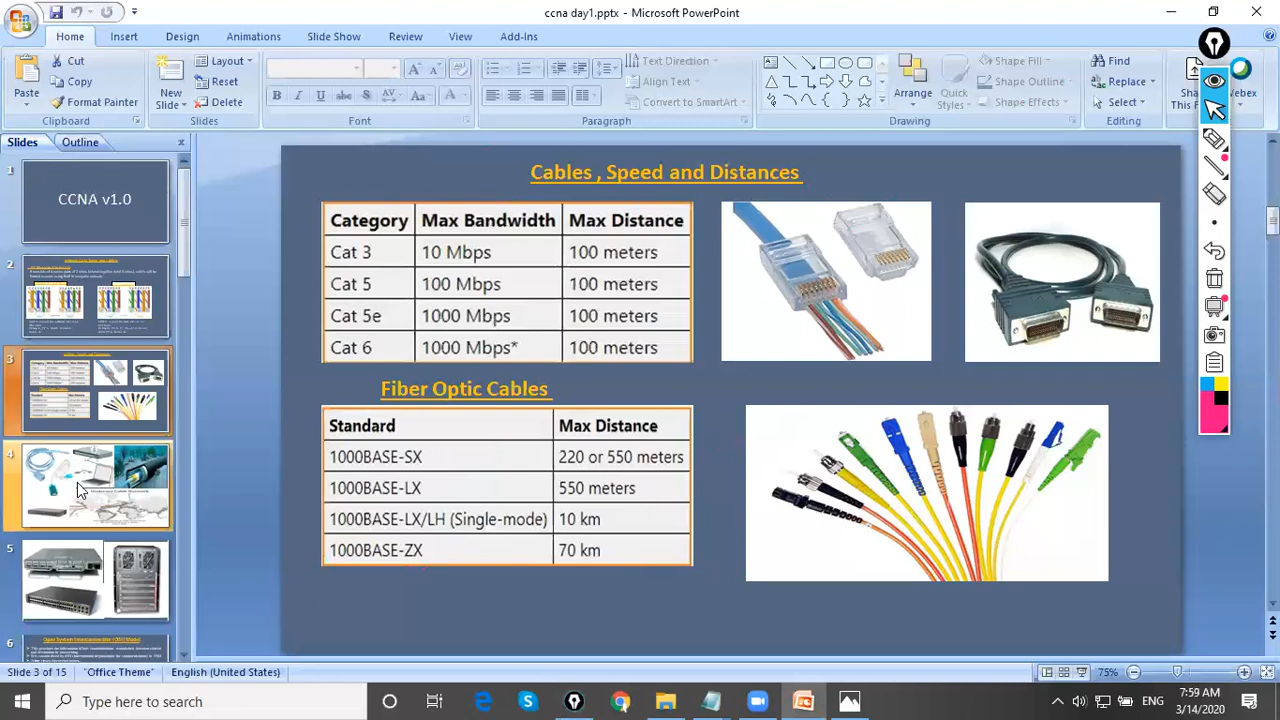 ccna day1.pptx - Microsoft PowerPoint
Home Insert Design Animations Slide Show Review View Add-Ins
Cut
Copy
Format Painter
Paste
Clipboard
New
Slide
Layout
Reset
Delete
Slides
Font
Text Direction
Align Text
Convert to SmartArt
Paragraph
Arrange
Quick
Styles
Shape Fill
Shape Outline
Shape Effects
Drawing
Find
Replace
Select
Editing
Slides Outline
1
CCNA v1.0
2
3
4
5
6
Cables , Speed and Distances
Category Max Bandwidth Max Distance
Cat 3 10 Mbps 100 meters
Cat 5 100 Mbps 100 meters
Cat 5e 1000 Mbps 100 meters
Cat 6 1000 Mbps* 100 meters
Fiber Optic Cables
Standard Max Distance
1000BASE-SX 220 or 550 meters
1000BASE-LX 550 meters
1000BASE-LX/LH (Single-mode) 10 km
1000BASE-ZX 70 km
Slide 3 of 15 "Office Theme" English (United States) 75%
Type here to search
ENG
7:59 AM
3/14/2020